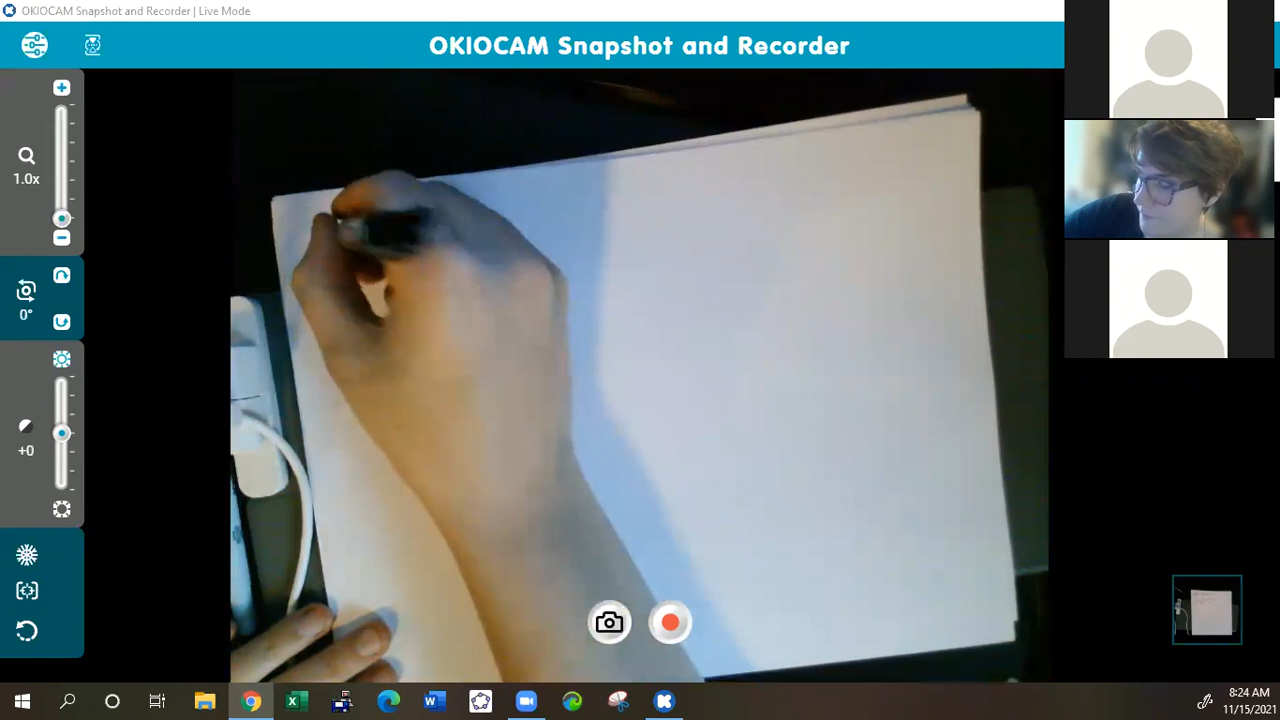 OKIOCAM Snapshot and Recorder | Live Mode
OKIOCAM Snapshot and Recorder
1.0x
0°
+0
8:24 AM
11/15/2021